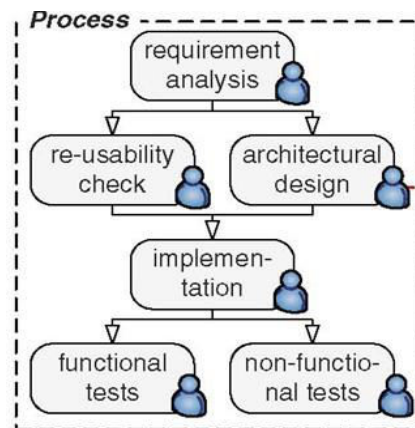 Process
requirement
analysis
re-usability
check
architectural
design
implemen-
tation
functional
tests
non-functio-
nal tests